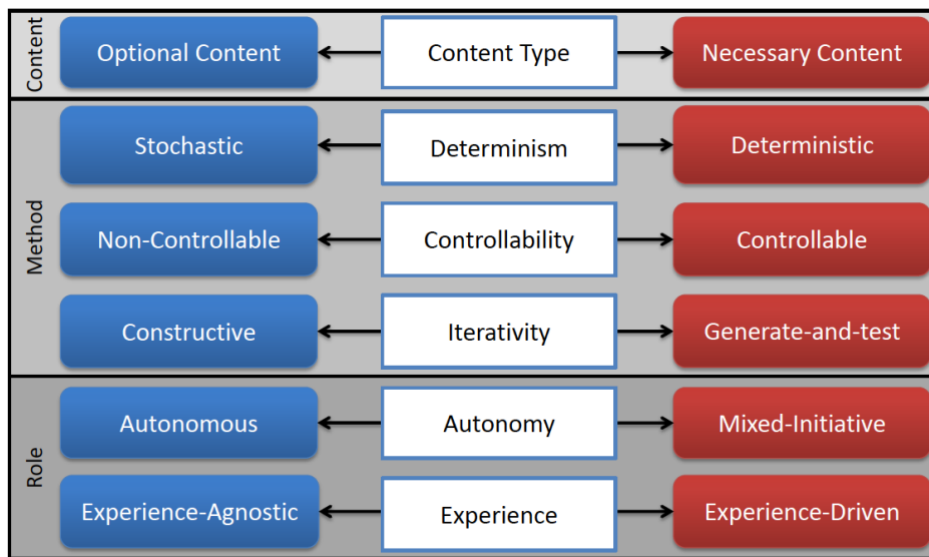 Content
Optional Content
Content Type
Necessary Content
Method
Stochastic
Determinism
Deterministic
Non-Controllable
Controllability
Controllable
Constructive
Iterativity
Generate-and-test
Role
Autonomous
Autonomy
Mixed-Initiative
Experience-Agnostic
Experience
Experience-Driven